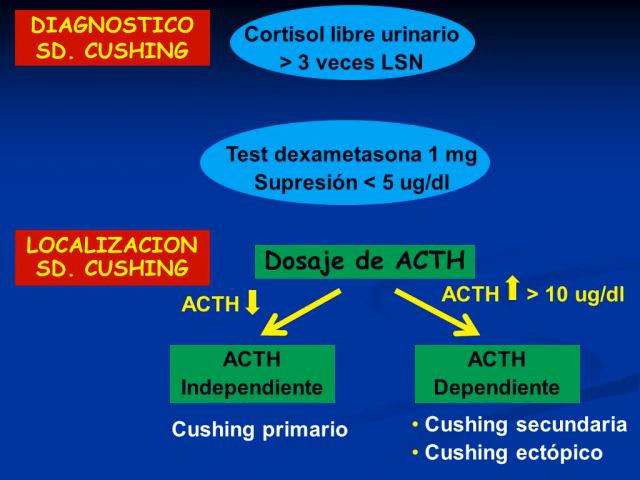 DIAGNOSTICO
SD. CUSHING
Cortisol libre urinario
> 3 veces LSN
Test dexametasona 1 mg
Supresión < 5 ug/dl
LOCALIZACION
SD. CUSHING
Dosaje de ACTH
ACTH
ACTH > 10 ug/dl
ACTH
Independiente
ACTH
Dependiente
Cushing primario
• Cushing secundaria
• Cushing ectópico